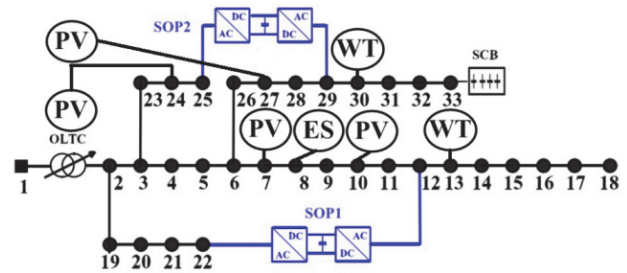 SOP2
DC
AC
AC
DC
PV
WT
SCB
23 24 25 26 27 28 29 30 31 32 33
PV
OLTC
PV ES PV WT
1 2 3 4 5 6 7 8 9 10 11 12 13 14 15 16 17 18
SOP1
DC
AC
AC
DC
19 20 21 22